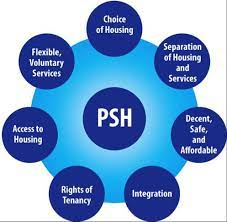 Choice
of Housing
Separation
of Housing
and
Services
Decent,
Safe,
and
Affordable
Integration
Rights of
Tenancy
Access to
Housing
Flexible,
Voluntary
Services
PSH